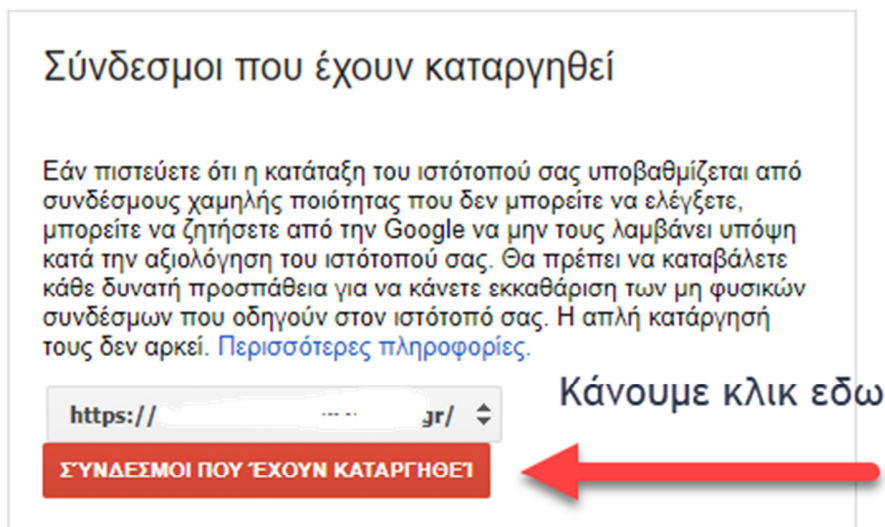 Σύνδεσμοι που έχουν καταργηθεί
Εάν πιστεύετε ότι η κατάταξη του ιστότοπού σας υποβαθμίζεται από
συνδέσμους χαμηλής ποιότητας που δεν μπορείτε να ελέγξετε,
μπορείτε να ζητήσετε από την Google να μην τους λαμβάνει υπόψη
κατά την αξιολόγηση του ιστότοπού σας. Θα πρέπει να καταβάλετε
κάθε δυνατή προσπάθεια για να κάνετε εκκαθάριση των μη φυσικών
συνδέσμων που οδηγούν στον ιστότοπό σας. Η απλή κατάργησή
τους δεν αρκεί. Περισσότερες πληροφορίες.
Κάνουμε κλικ εδω
https:// gr/
ΣΎΝΔΕΣΜΟΙ ΠΟΥ ΈΧΟΥΝ ΚΑΤΑΡΓΗΘΕΊ